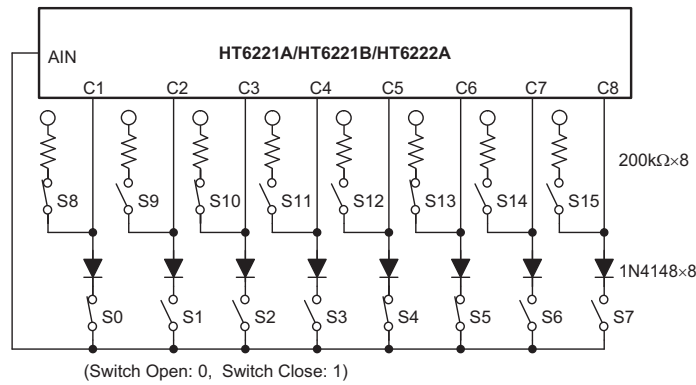 HT6221A/HT6221B/HT6222A
AIN
C1 C2 C3 C4 C5 C6 C7 C8
200kΩ×8
S8 S9 S10 S11 S12 S13 S14 S15
1N4148×8
S0 S1 S2 S3 S4 S5 S6 S7
(Switch Open: 0, Switch Close: 1)